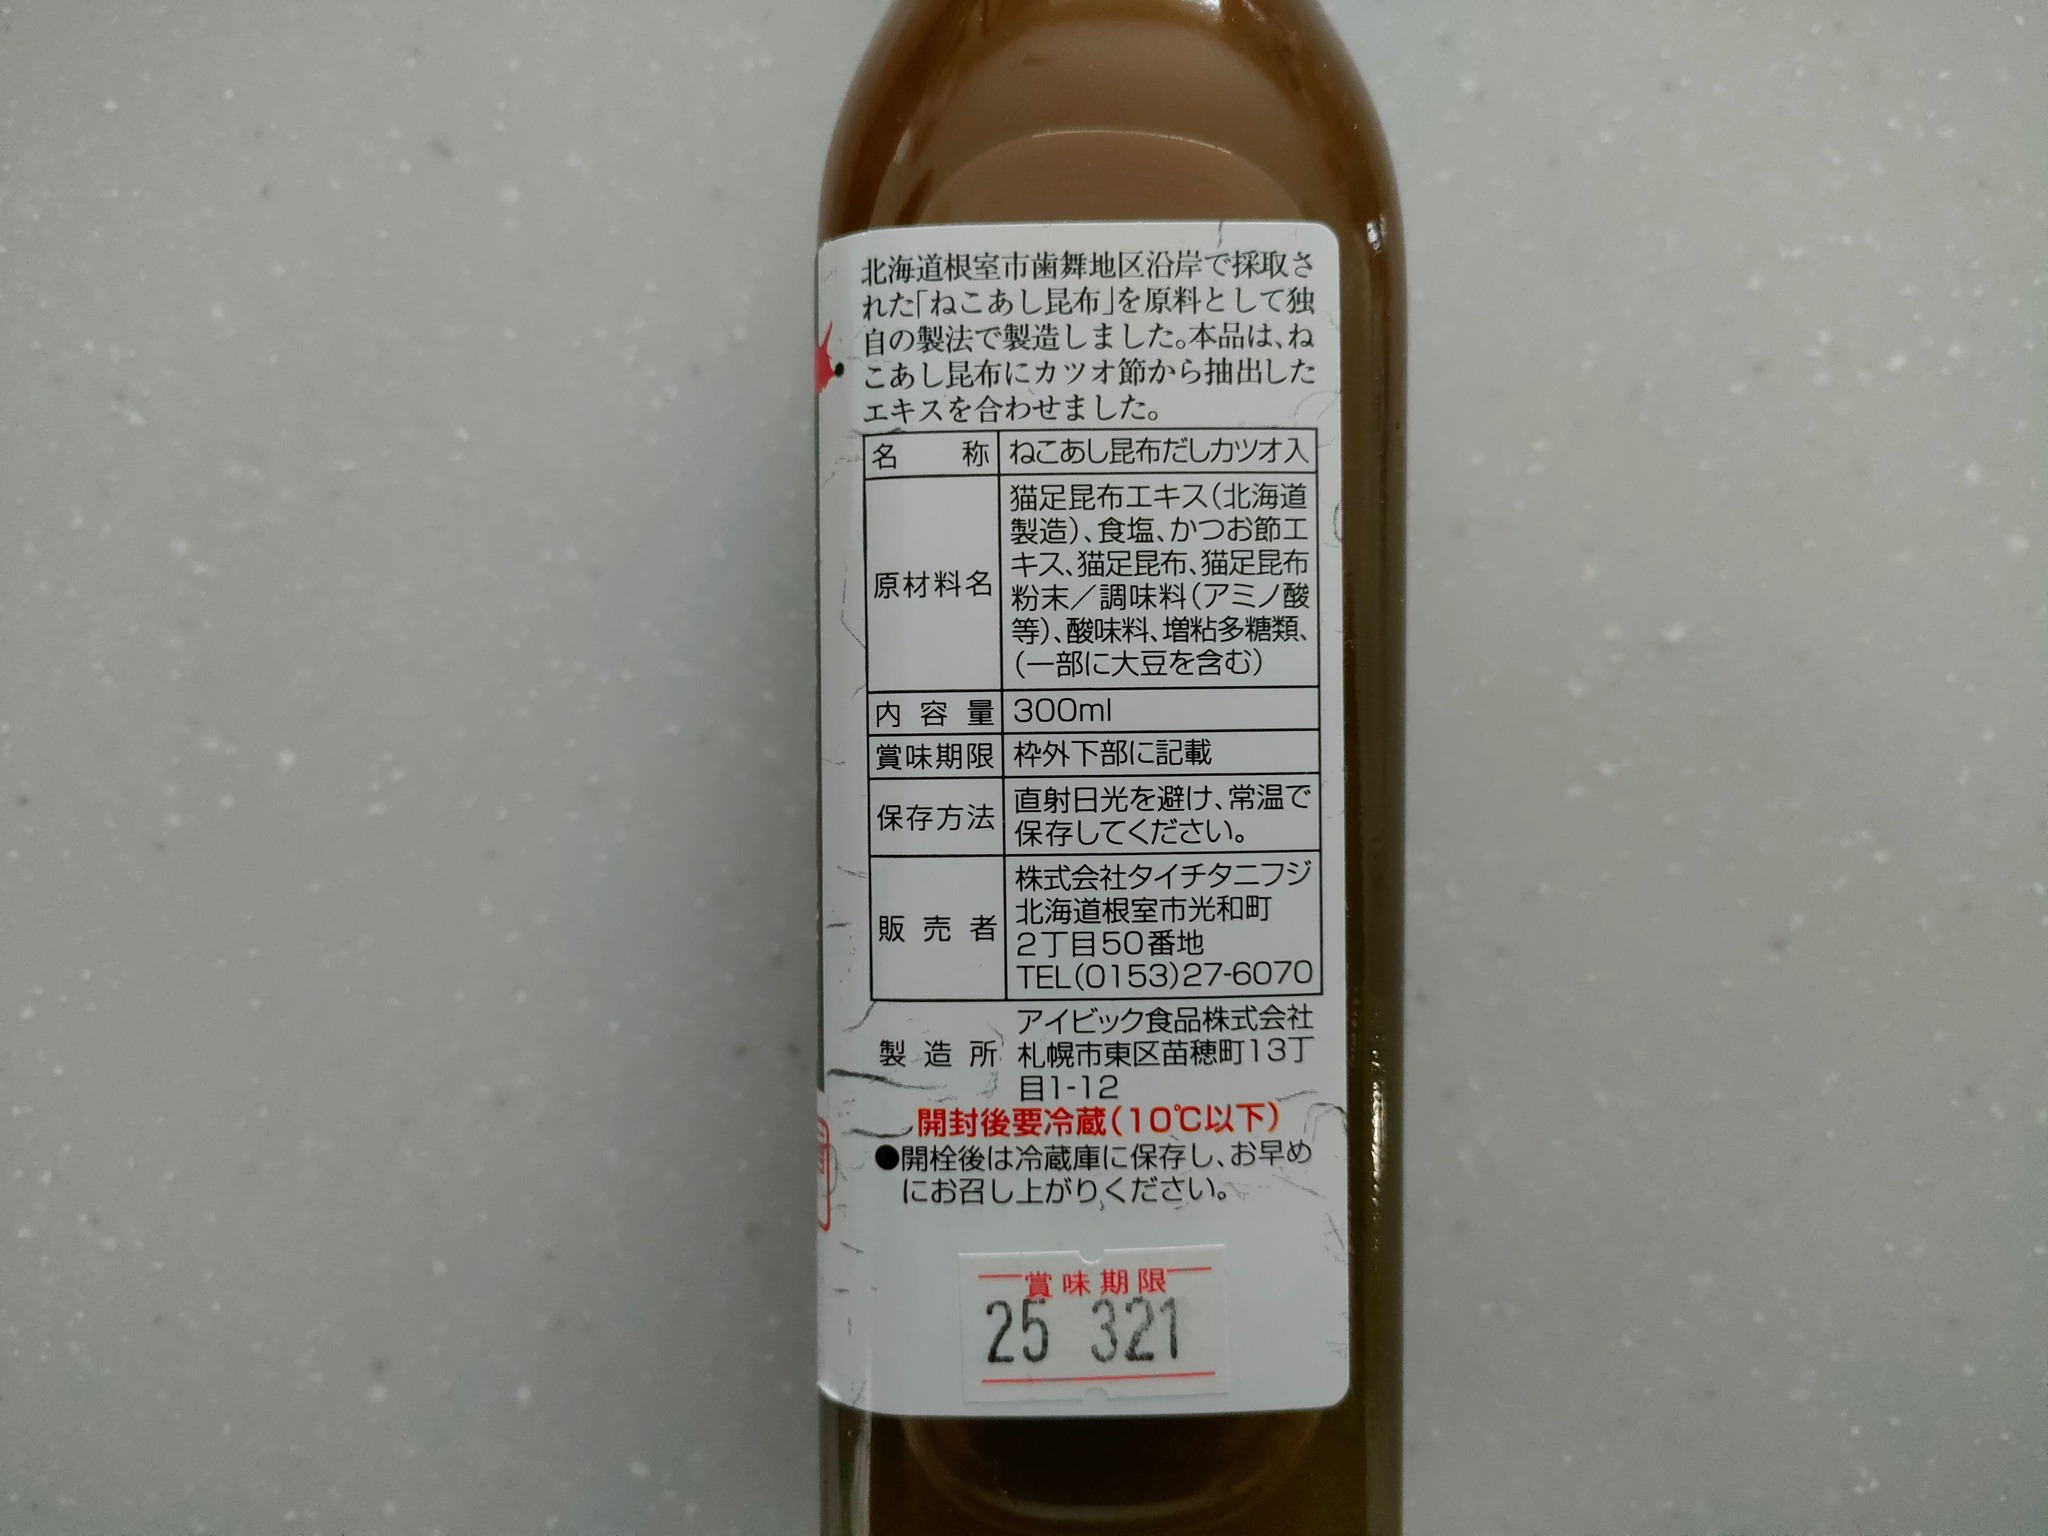 北海道根室市歯舞地区沿岸で採取さ
れた「ねこあし昆布」を原料として独
自の製法で製造しました。本品は、ね
こあし昆布にカツオ節から抽出した
エキスを合わせました。
名称 ねこあし昆布だしカツオ入
原材料名 猫足昆布エキス(北海道
製造)、食塩、かつお節エ
キス、猫足昆布、猫足昆布
粉末／調味料(アミノ酸
等)、酸味料、増粘多糖類、
(一部に大豆を含む)
内容量 300ml
賞味期限 枠外下部に記載
保存方法 直射日光を避け、常温で
保存してください。
販売者 株式会社タイチタニフジ
北海道根室市光和町
2丁目50番地
TEL(0153)27-6070
アイビック食品株式会社
製造所 札幌市東区苗穂町13丁
目1-12
開封後要冷蔵(10℃以下)
●開栓後は冷蔵庫に保存し、お早め
にお召し上がりください。
賞味期限
25 321